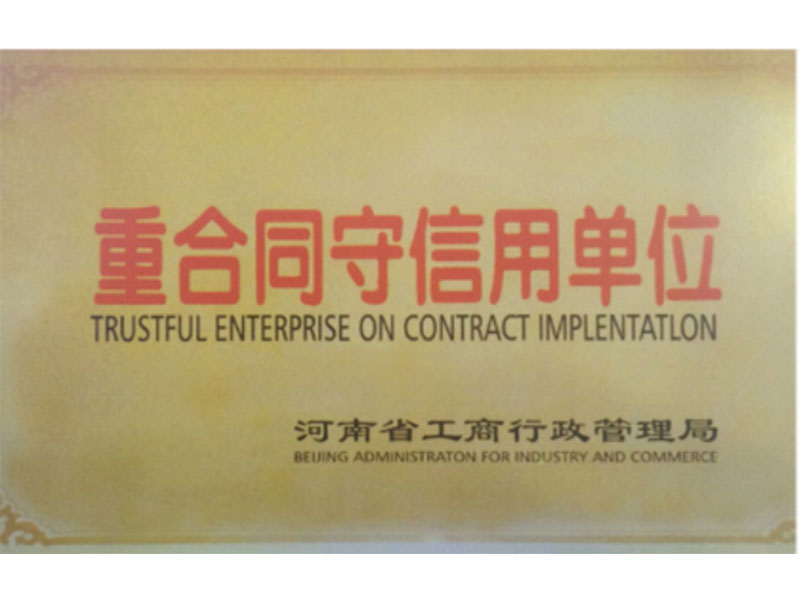 重合同守信用单位
TRUSTFUL ENTERPRISE ON CONTRACT IMPLENTATLON
河南省工商行政管理局
BEIJING ADMINISTRATON FOR INDUSTRY AND COMMERCE